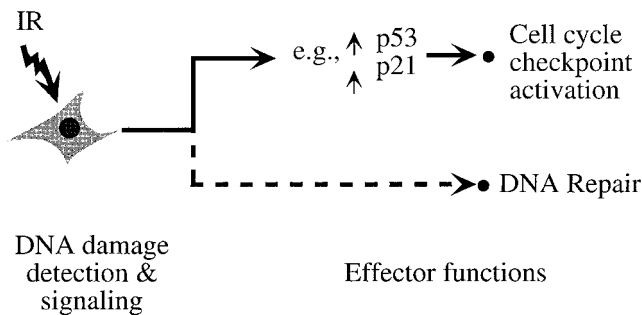 IR
e.g., ↑ p53
↑ p21
Cell cycle
checkpoint
activation
DNA Repair
DNA damage
detection &
signaling
Effector functions